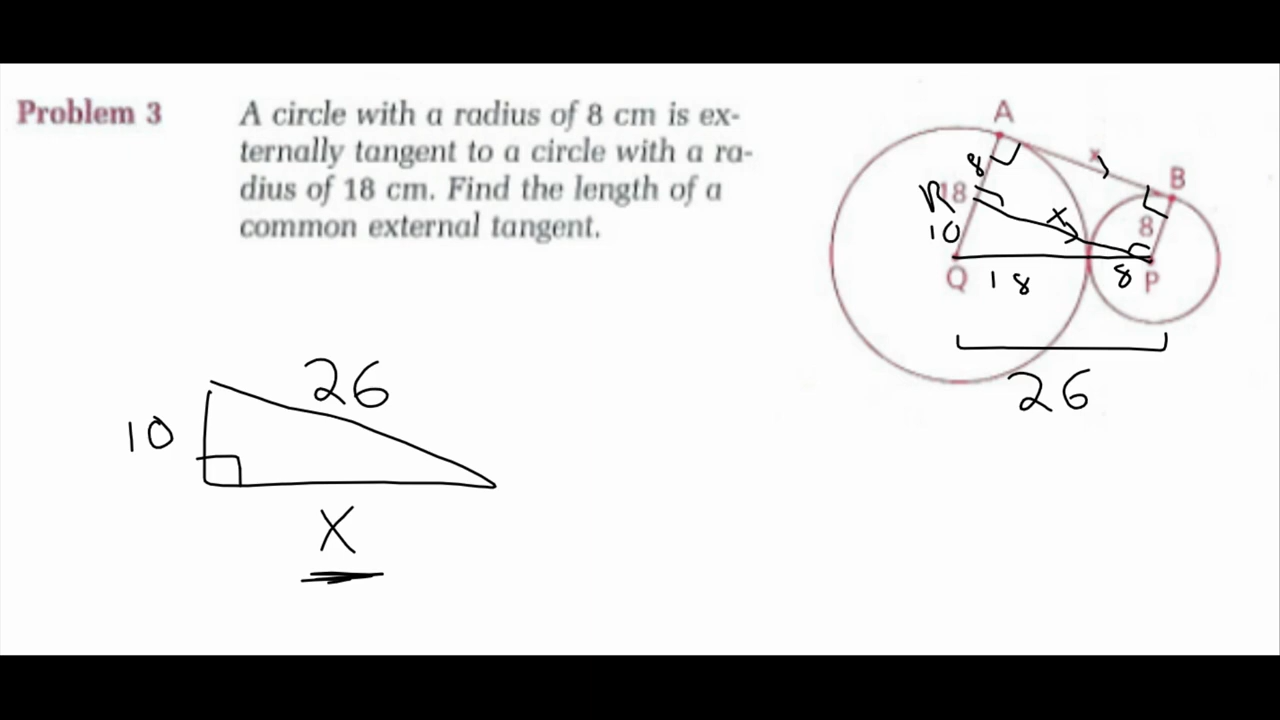 Problem 3
A circle with a radius of 8 cm is ex-
ternally tangent to a circle with a ra-
dius of 18 cm. Find the length of a
common external tangent.
A
x
8
B
R 18
x
8
10
Q 18 8 P
26
26
10
X